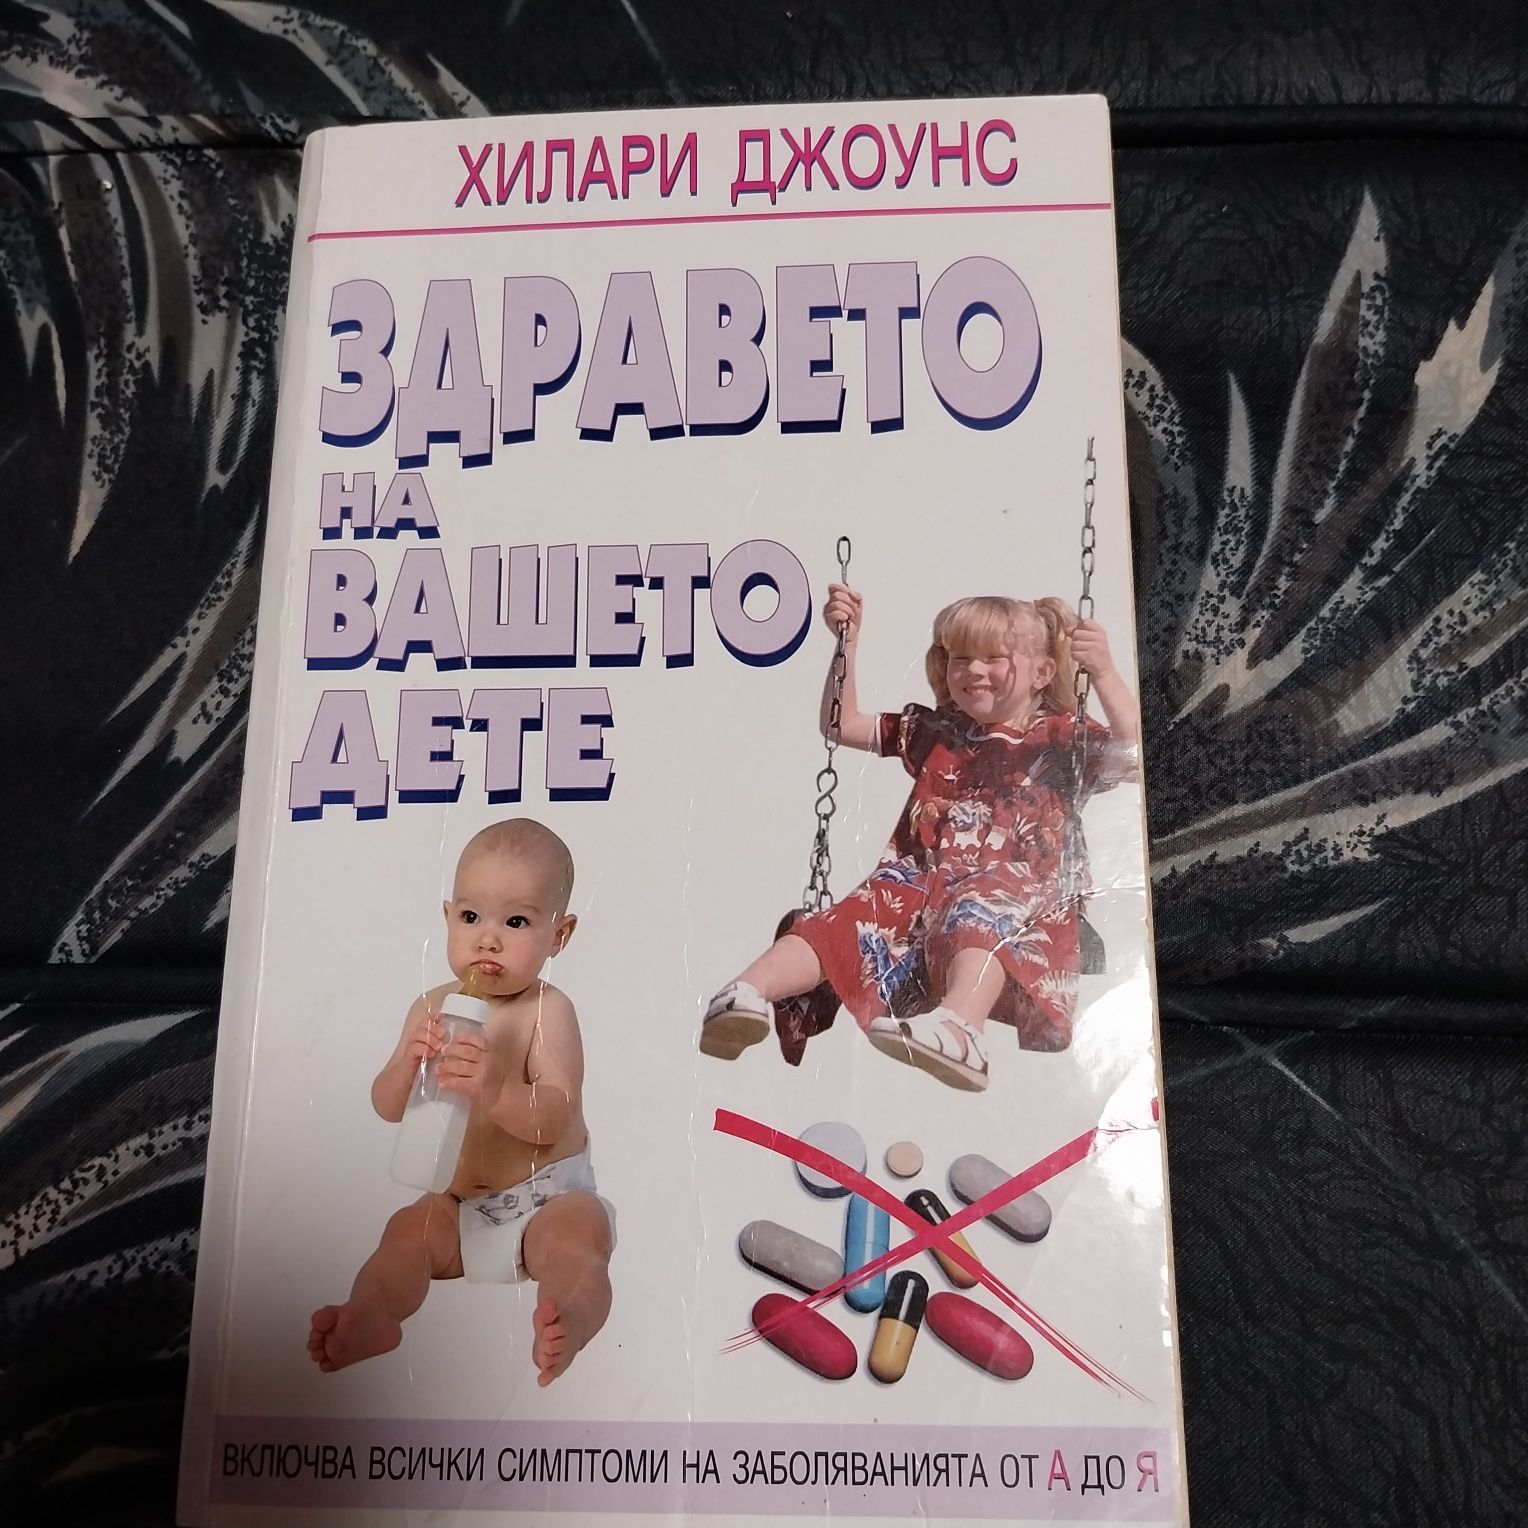 ХИЛАРИ ДЖОУНС
ЗДРАВЕТО
НА
ВАШЕТО
ДЕТЕ
ВКЛЮЧВА ВСИЧКИ СИМПТОМИ НА ЗАБОЛЯВАНИЯТА ОТ А ДО Я